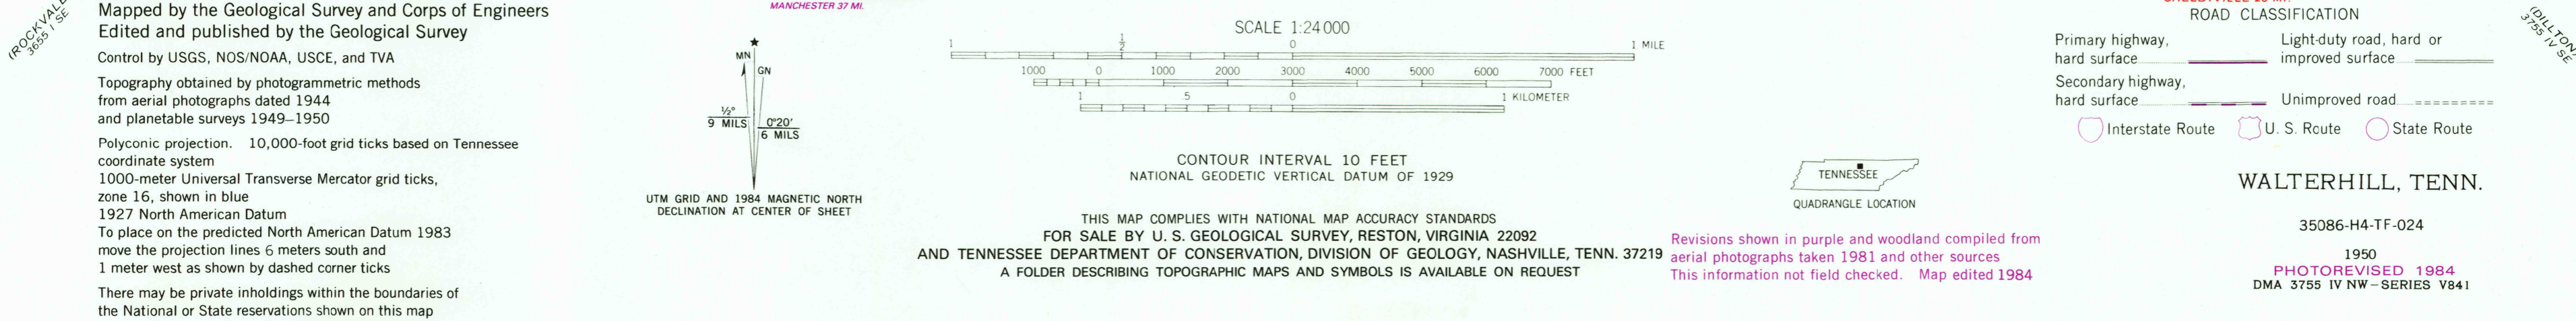 (ROCKVALE)
3655 I SE
Mapped by the Geological Survey and Corps of Engineers
Edited and published by the Geological Survey
Control by USGS, NOS/NOAA, USCE, and TVA
Topography obtained by photogrammetric methods
from aerial photographs dated 1944
and planetable surveys 1949–1950
Polyconic projection. 10,000-foot grid ticks based on Tennessee
coordinate system
1000-meter Universal Transverse Mercator grid ticks,
zone 16, shown in blue
1927 North American Datum
To place on the predicted North American Datum 1983
move the projection lines 6 meters south and
1 meter west as shown by dashed corner ticks
There may be private inholdings within the boundaries of
the National or State reservations shown on this map
MANCHESTER 37 MI.
MN
GN
½°
9 MILS
0°20′
6 MILS
UTM GRID AND 1984 MAGNETIC NORTH
DECLINATION AT CENTER OF SHEET
SCALE 1:24 000
1 ½ 0 1 MILE
1000 0 1000 2000 3000 4000 5000 6000 7000 FEET
1 .5 0 1 KILOMETER
CONTOUR INTERVAL 10 FEET
NATIONAL GEODETIC VERTICAL DATUM OF 1929
THIS MAP COMPLIES WITH NATIONAL MAP ACCURACY STANDARDS
FOR SALE BY U. S. GEOLOGICAL SURVEY, RESTON, VIRGINIA 22092
AND TENNESSEE DEPARTMENT OF CONSERVATION, DIVISION OF GEOLOGY, NASHVILLE, TENN. 37219
A FOLDER DESCRIBING TOPOGRAPHIC MAPS AND SYMBOLS IS AVAILABLE ON REQUEST
Revisions shown in purple and woodland compiled from
aerial photographs taken 1981 and other sources
This information not field checked. Map edited 1984
TENNESSEE
QUADRANGLE LOCATION
ROAD CLASSIFICATION
Primary highway,
hard surface
Secondary highway,
hard surface
Light-duty road, hard or
improved surface
Unimproved road
Interstate Route
U. S. Route
State Route
WALTERHILL, TENN.
35086-H4-TF-024
1950
PHOTOREVISED 1984
DMA 3755 IV NW–SERIES V841
(DILLTON)
3755 IV SE